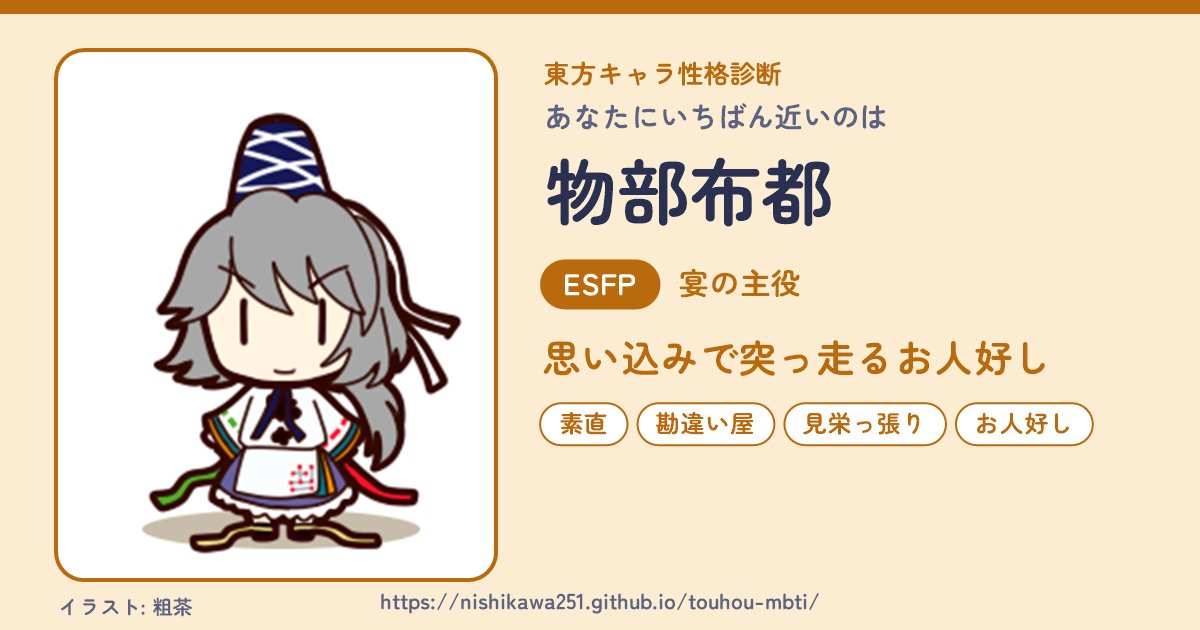 東方キャラ性格診断
あなたにいちばん近いのは
物部布都
ESFP 宴の主役
思い込みで突っ走るお人好し
素直 勘違い屋 見栄っ張り お人好し
イラスト: 粗茶
https://nishikawa251.github.io/touhou-mbti/